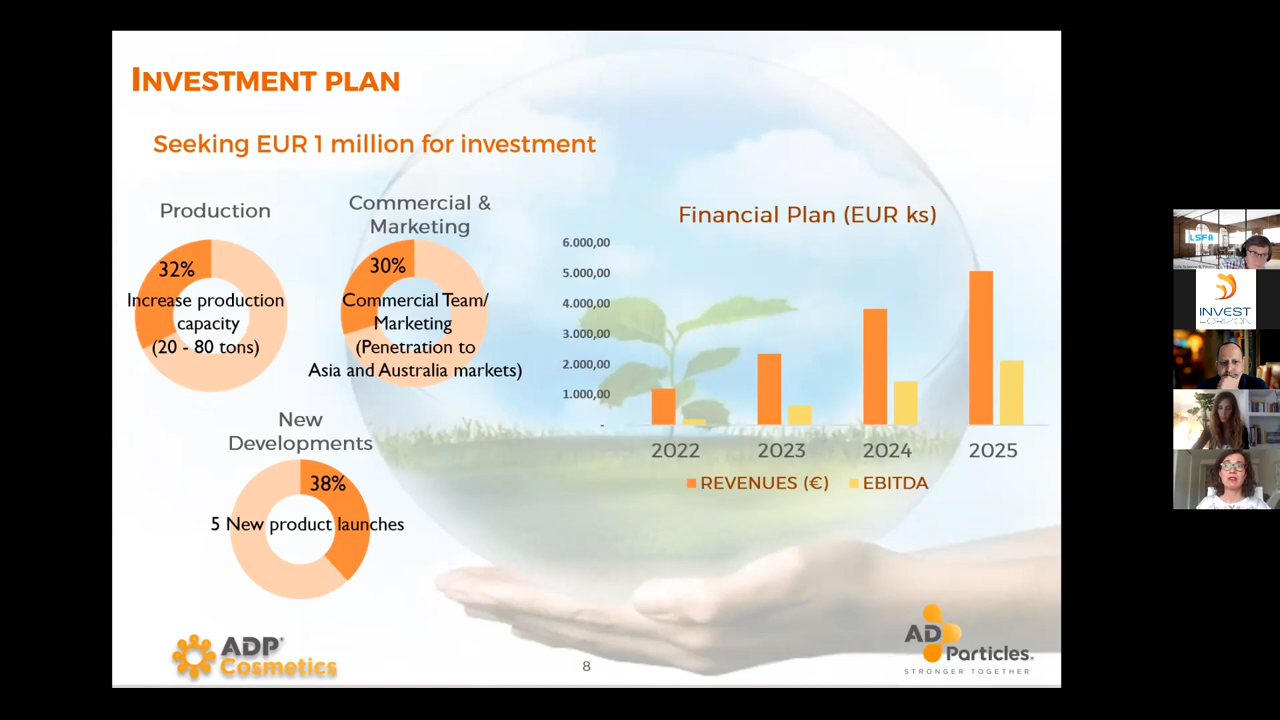 INVESTMENT PLAN
Seeking EUR 1 million for investment
Production
32%
Increase production
capacity
(20 - 80 tons)
Commercial &
Marketing
30%
Commercial Team/
Marketing
(Penetration to
Asia and Australia markets)
New
Developments
38%
5 New product launches
Financial Plan (EUR ks)
6.000,00
5.000,00
4.000,00
3.000,00
2.000,00
1.000,00
-
2022 2023 2024 2025
REVENUES (€) EBITDA
ADP®
Cosmetics
8
AD
Particles®
STRONGER TOGETHER
LSFA
INVEST
HORIZON